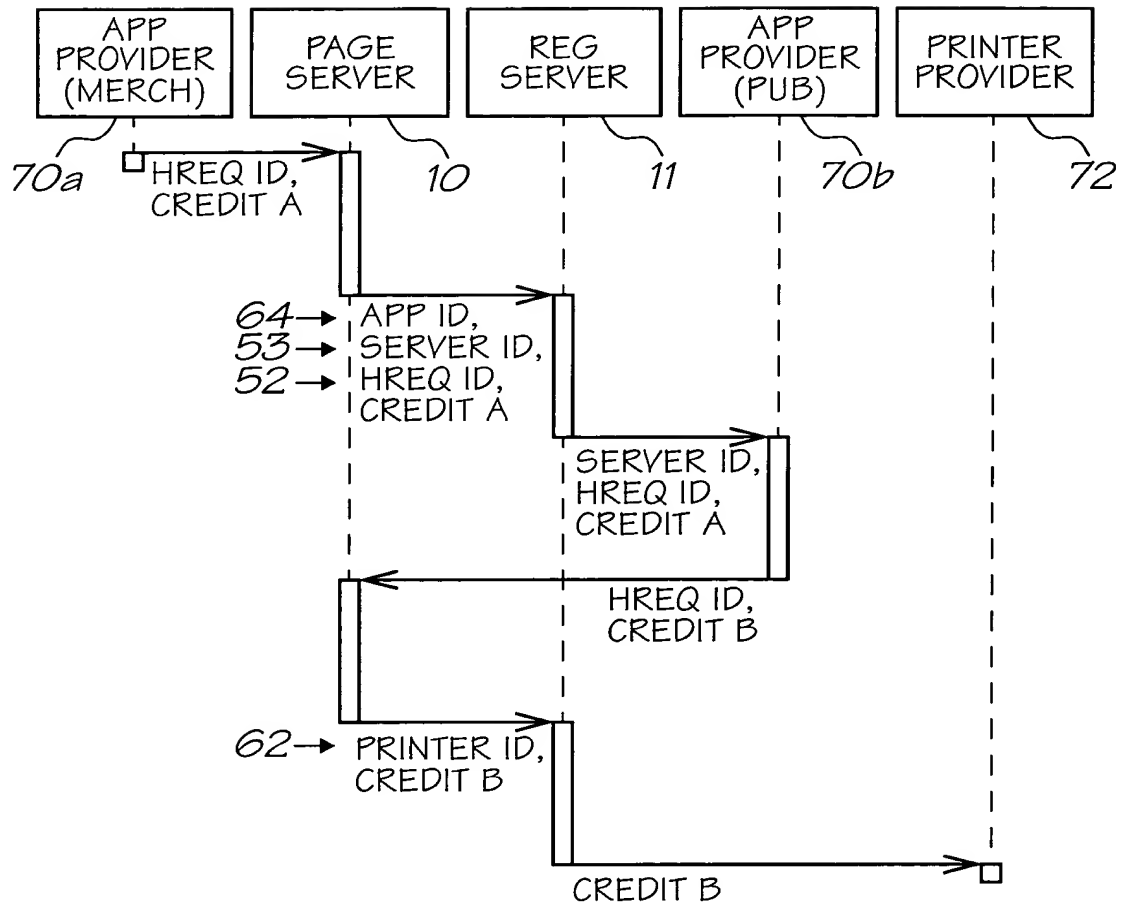 APP
PROVIDER
(MERCH)
PAGE
SERVER
REG
SERVER
APP
PROVIDER
(PUB)
PRINTER
PROVIDER
70a
10
11
70b
72
HREQ ID,
CREDIT A
64
APP ID,
53
SERVER ID,
52
HREQ ID,
CREDIT A
SERVER ID,
HREQ ID,
CREDIT A
HREQ ID,
CREDIT B
62
PRINTER ID,
CREDIT B
CREDIT B